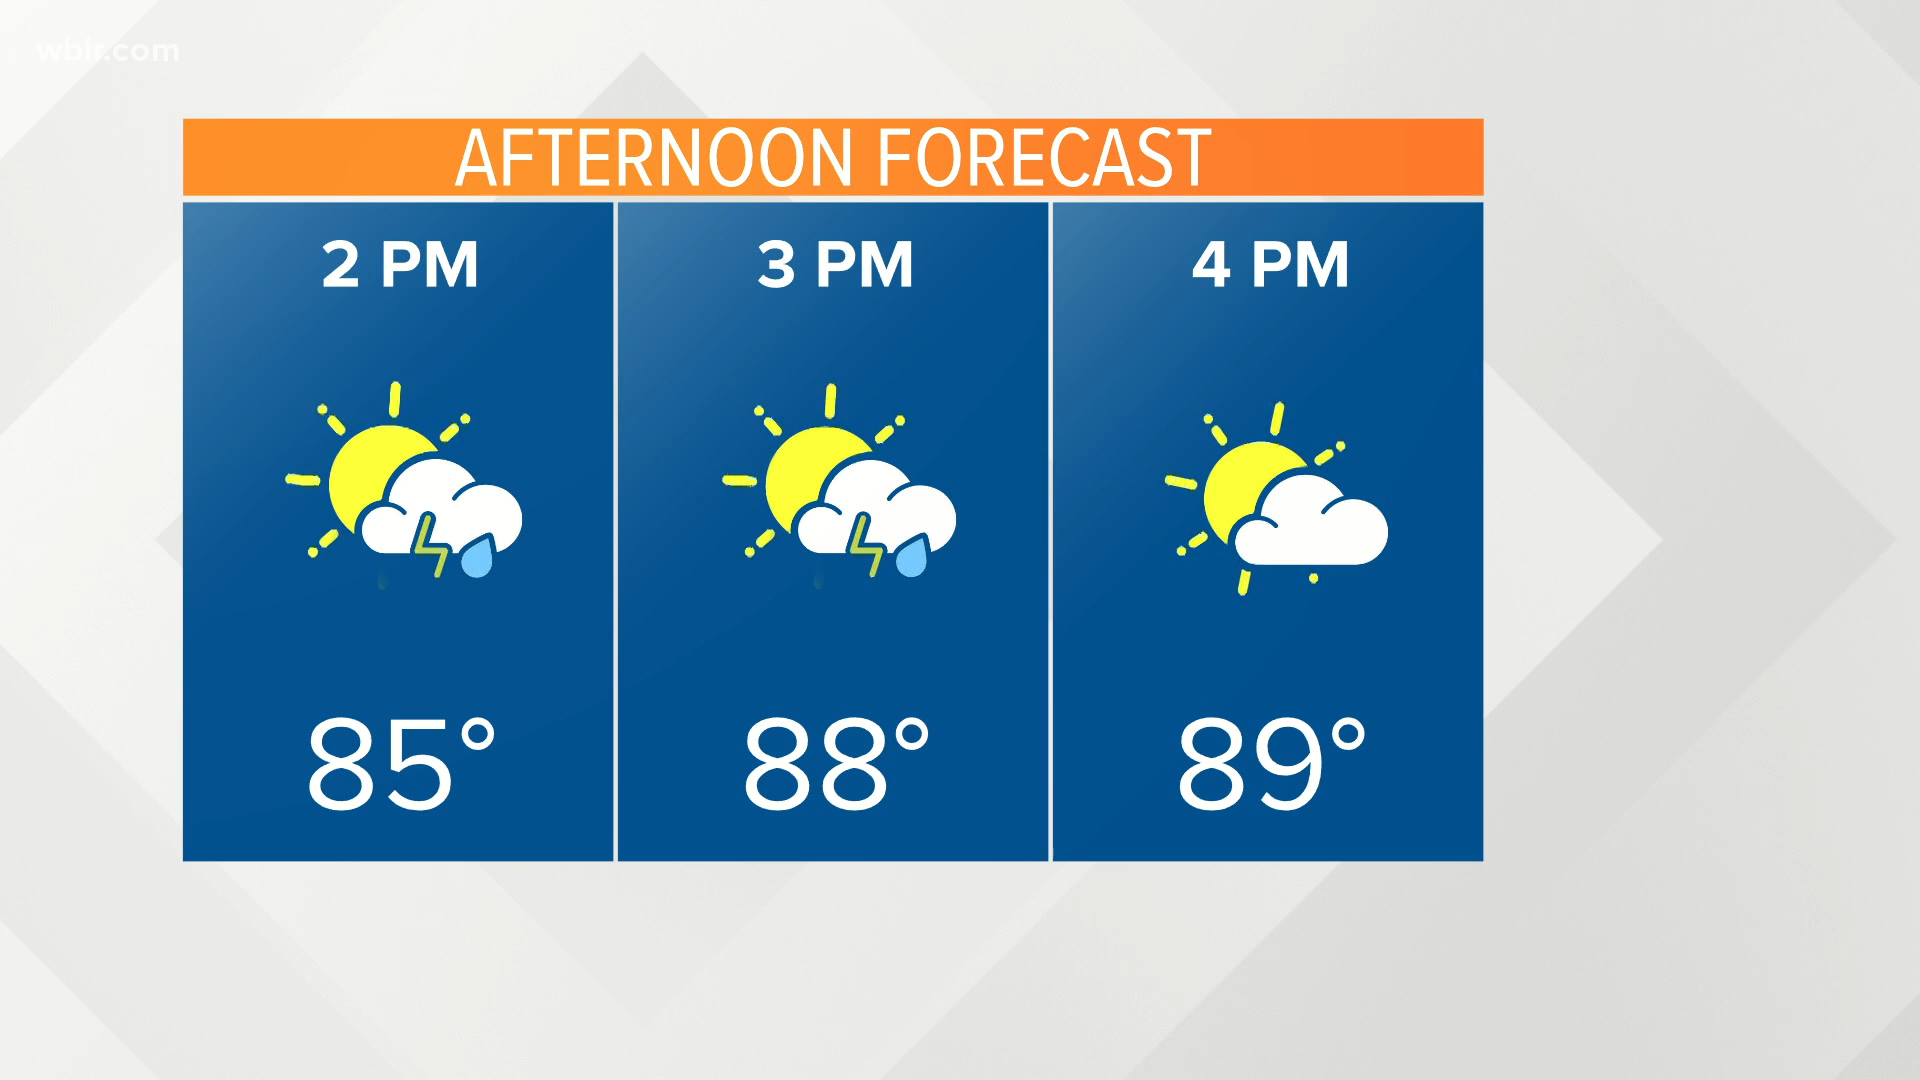 wbir.com
AFTERNOON FORECAST
2 PM
3 PM
4 PM
85°
88°
89°